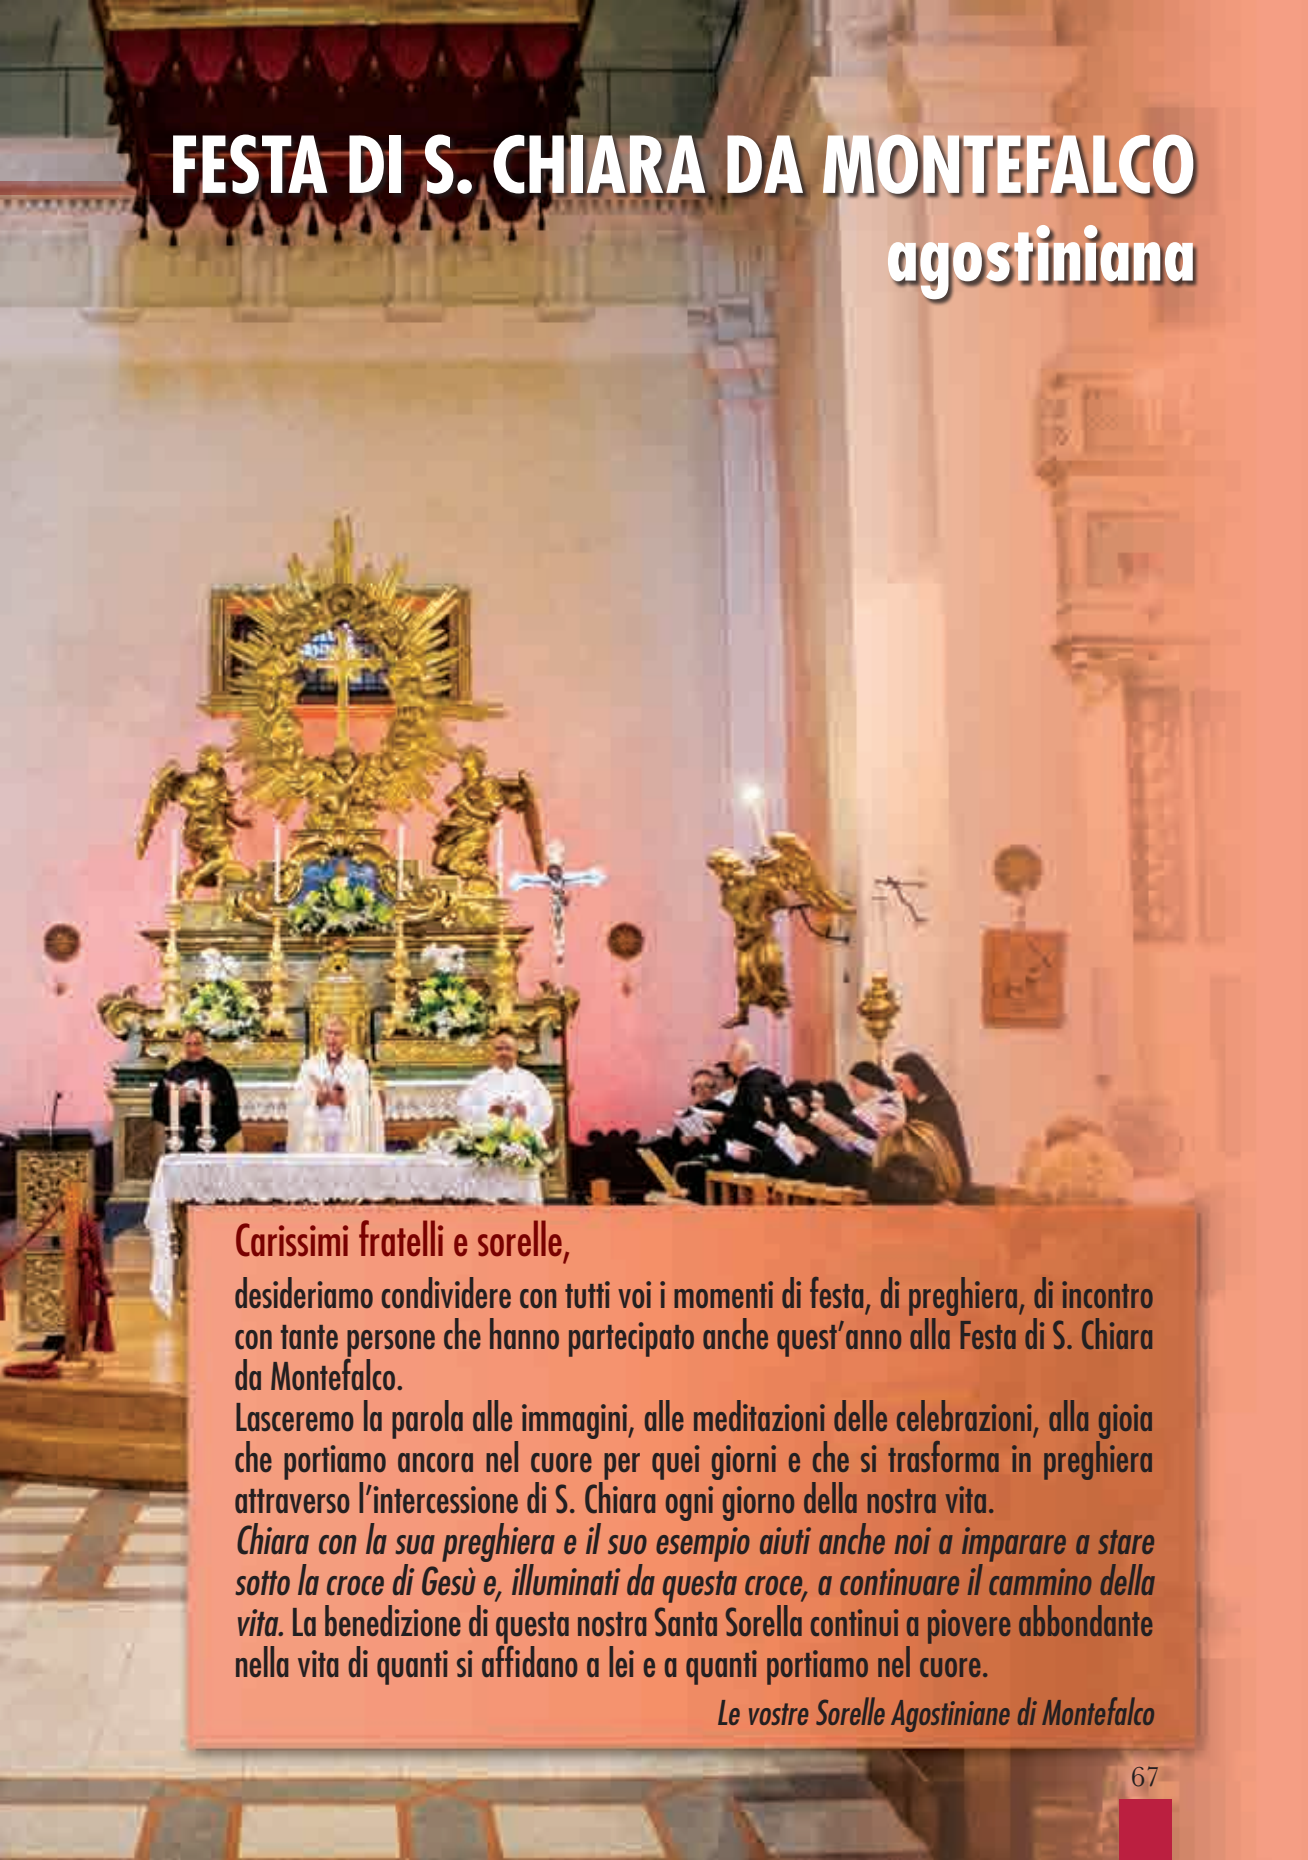 FESTA DI S. CHIARA DA MONTEFALCO
agostiniana
Carissimi fratelli e sorelle,
desideriamo condividere con tutti voi i momenti di festa, di preghiera, di incontro
con tante persone che hanno partecipato anche quest'anno alla Festa di S. Chiara
da Montefalco.
Lasceremo la parola alle immagini, alle meditazioni delle celebrazioni, alla gioia
che portiamo ancora nel cuore per quei giorni e che si trasforma in preghiera
attraverso l'intercessione di S. Chiara ogni giorno della nostra vita.
Chiara con la sua preghiera e il suo esempio aiuti anche noi a imparare a stare
sotto la croce di Gesù e, illuminati da questa croce, a continuare il cammino della
vita. La benedizione di questa nostra Santa Sorella continui a piovere abbondante
nella vita di quanti si affidano a lei e a quanti portiamo nel cuore.
Le vostre Sorelle Agostiniane di Montefalco
67